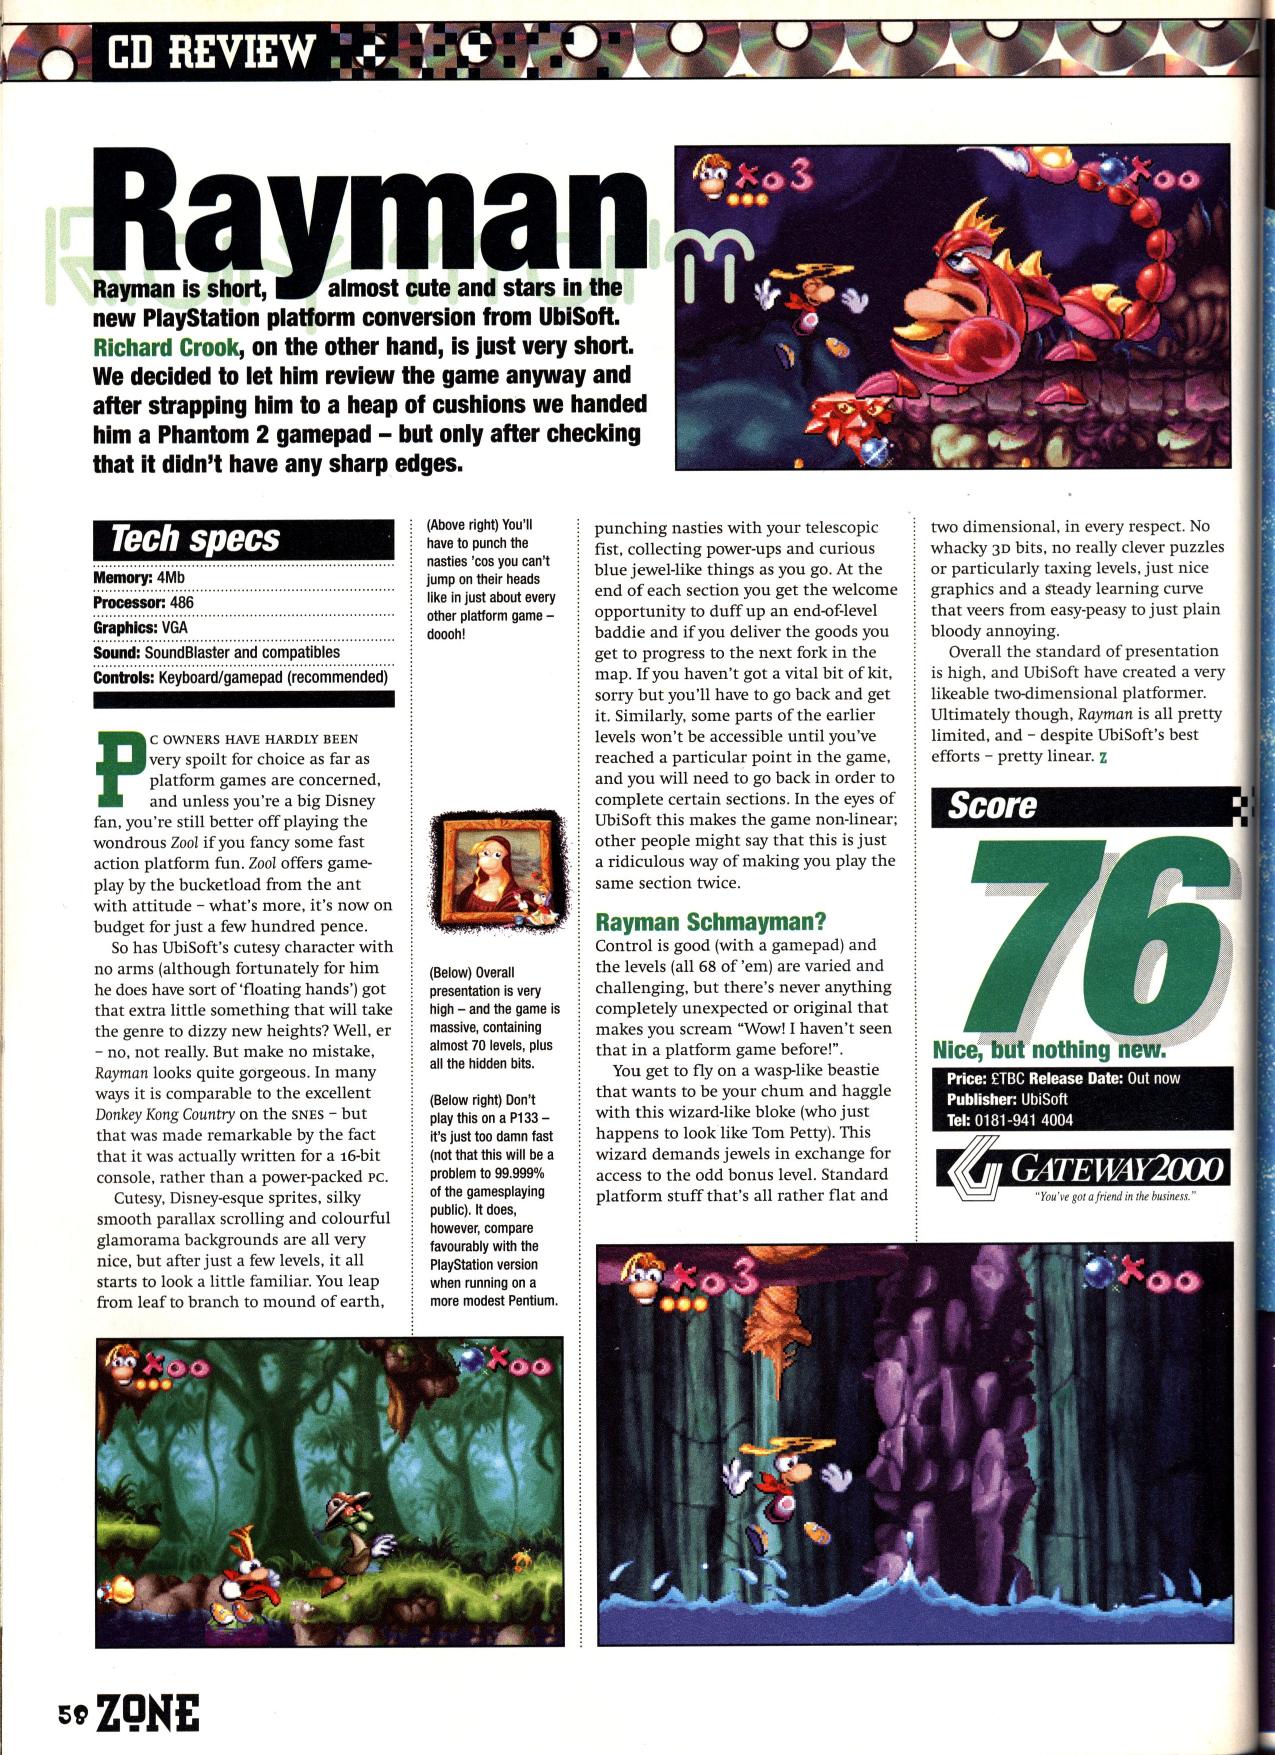 CD REVIEW
Rayman
Rayman is short, almost cute and stars in the
new PlayStation platform conversion from UbiSoft.
Richard Crook, on the other hand, is just very short.
We decided to let him review the game anyway and
after strapping him to a heap of cushions we handed
him a Phantom 2 gamepad – but only after checking
that it didn't have any sharp edges.
Tech specs
Memory: 4Mb
Processor: 486
Graphics: VGA
Sound: SoundBlaster and compatibles
Controls: Keyboard/gamepad (recommended)
PC OWNERS HAVE HARDLY BEEN
very spoilt for choice as far as
platform games are concerned,
and unless you're a big Disney
fan, you're still better off playing the
wondrous Zool if you fancy some fast
action platform fun. Zool offers game-
play by the bucketload from the ant
with attitude – what's more, it's now on
budget for just a few hundred pence.
So has UbiSoft's cutesy character with
no arms (although fortunately for him
he does have sort of 'floating hands') got
that extra little something that will take
the genre to dizzy new heights? Well, er
– no, not really. But make no mistake,
Rayman looks quite gorgeous. In many
ways it is comparable to the excellent
Donkey Kong Country on the SNES – but
that was made remarkable by the fact
that it was actually written for a 16-bit
console, rather than a power-packed PC.
Cutesy, Disney-esque sprites, silky
smooth parallax scrolling and colourful
glamorama backgrounds are all very
nice, but after just a few levels, it all
starts to look a little familiar. You leap
from leaf to branch to mound of earth,
(Above right) You'll
have to punch the
nasties 'cos you can't
jump on their heads
like in just about every
other platform game –
doooh!
(Below) Overall
presentation is very
high – and the game is
massive, containing
almost 70 levels, plus
all the hidden bits.
(Below right) Don't
play this on a P133 –
it's just too damn fast
(not that this will be a
problem to 99.999%
of the gamesplaying
public). It does,
however, compare
favourably with the
PlayStation version
when running on a
more modest Pentium.
punching nasties with your telescopic
fist, collecting power-ups and curious
blue jewel-like things as you go. At the
end of each section you get the welcome
opportunity to duff up an end-of-level
baddie and if you deliver the goods you
get to progress to the next fork in the
map. If you haven't got a vital bit of kit,
sorry but you'll have to go back and get
it. Similarly, some parts of the earlier
levels won't be accessible until you've
reached a particular point in the game,
and you will need to go back in order to
complete certain sections. In the eyes of
UbiSoft this makes the game non-linear;
other people might say that this is just
a ridiculous way of making you play the
same section twice.
Rayman Schmayman?
Control is good (with a gamepad) and
the levels (all 68 of 'em) are varied and
challenging, but there's never anything
completely unexpected or original that
makes you scream "Wow! I haven't seen
that in a platform game before!".
You get to fly on a wasp-like beastie
that wants to be your chum and haggle
with this wizard-like bloke (who just
happens to look like Tom Petty). This
wizard demands jewels in exchange for
access to the odd bonus level. Standard
platform stuff that's all rather flat and
two dimensional, in every respect. No
whacky 3D bits, no really clever puzzles
or particularly taxing levels, just nice
graphics and a steady learning curve
that veers from easy-peasy to just plain
bloody annoying.
Overall the standard of presentation
is high, and UbiSoft have created a very
likeable two-dimensional platformer.
Ultimately though, Rayman is all pretty
limited, and – despite UbiSoft's best
efforts – pretty linear. Z
Score
76
Nice, but nothing new.
Price: £TBC Release Date: Out now
Publisher: UbiSoft
Tel: 0181-941 4004
GATEWAY2000
"You've got a friend in the business."
x03
x00
x00
x00
x03
x00
58 ZONE